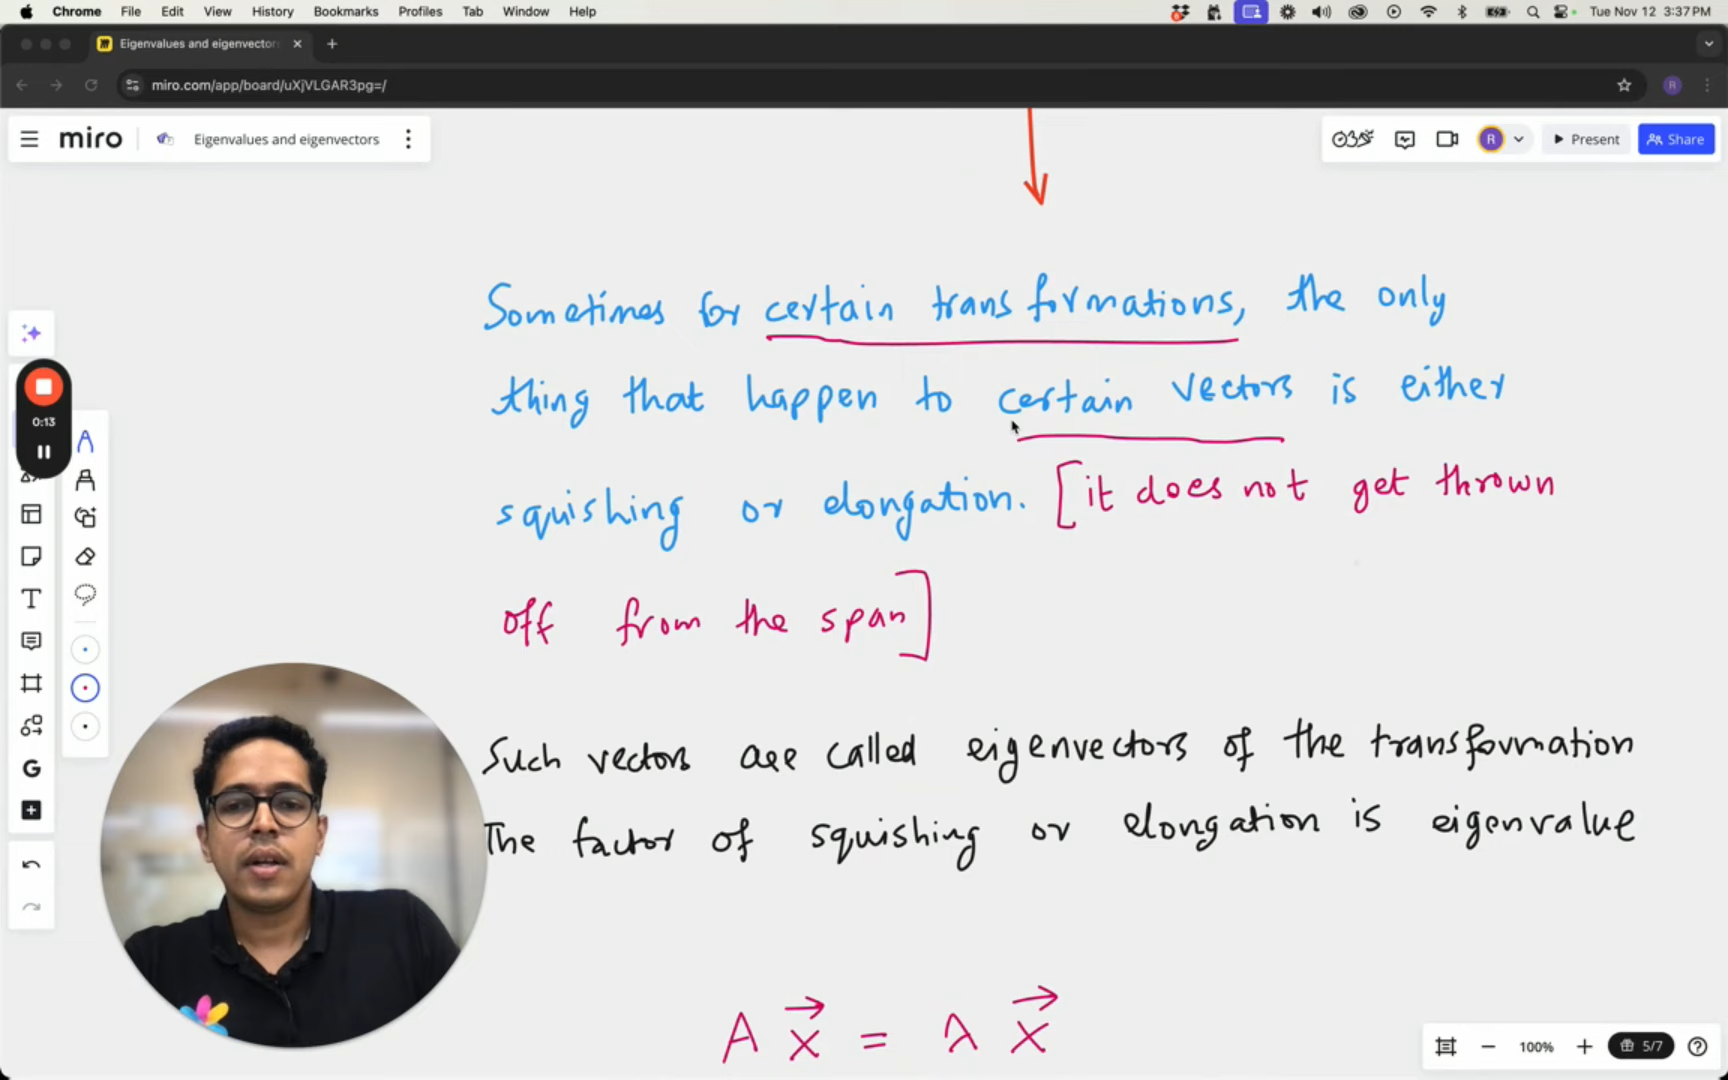 Chrome File Edit View History Bookmarks Profiles Tab Window Help Tue Nov 12 3:37 PM
Eigenvalues and eigenvector
miro.com/app/board/uXjVLGAR3pg=/ R
miro Eigenvalues and eigenvectors R Present Share
Sometimes for certain transformations, the only
thing that happen to certain vectors is either
squishing or elongation. [it does not get thrown
off from the span]
0:13
T
G
Such vectors are called eigenvectors of the transformation
The factor of squishing or elongation is eigenvalue
A x⃗ = λ x⃗
100% 5/7